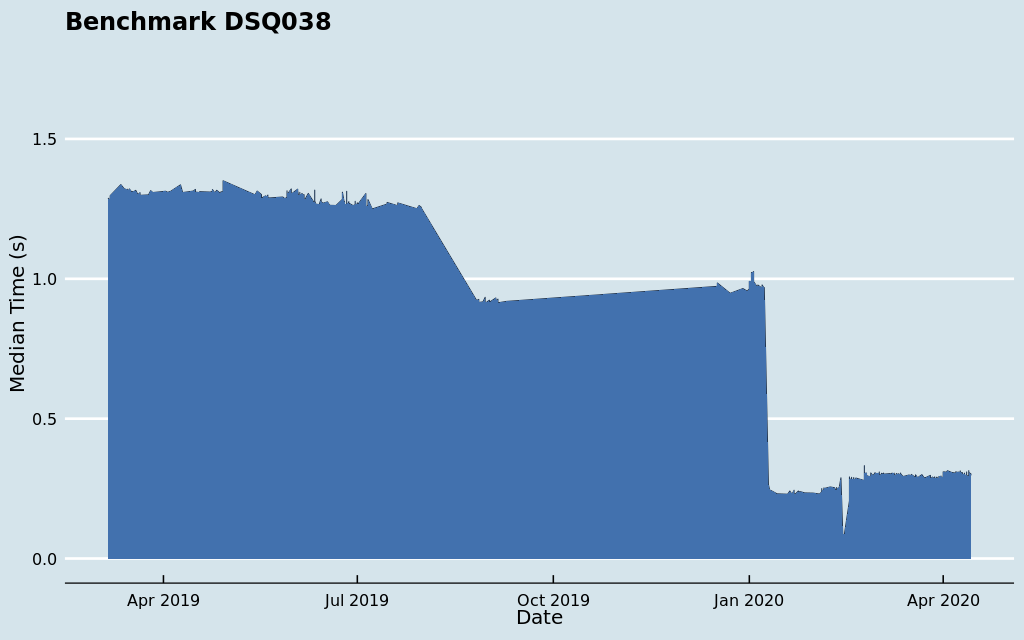 Benchmark DSQ038
Median Time (s)
1.5
1.0
0.5
0.0
Apr 2019
Jul 2019
Oct 2019
Jan 2020
Apr 2020
Date